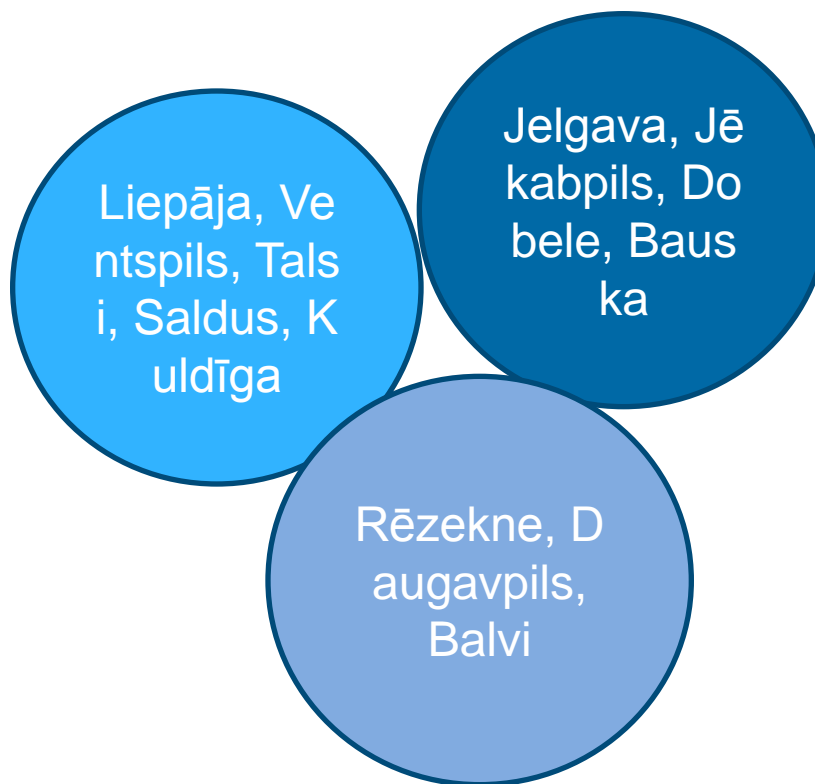 Liepāja, Ve
ntspils, Tals
i, Saldus, K
uldīga
Jelgava, Jē
kabpils, Do
bele, Baus
ka
Rēzekne, D
augavpils,
Balvi